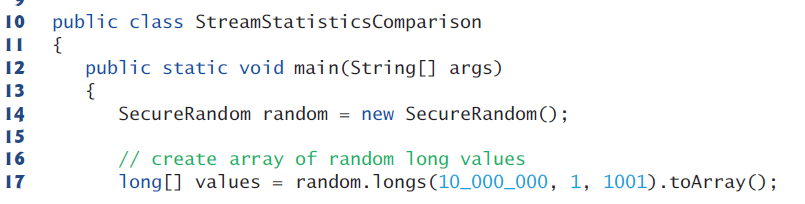 10 public class StreamStatisticsComparison
11 {
12 public static void main(String[] args)
13 {
14 SecureRandom random = new SecureRandom();
15
16 // create array of random long values
17 long[] values = random.longs(10_000_000, 1, 1001).toArray();